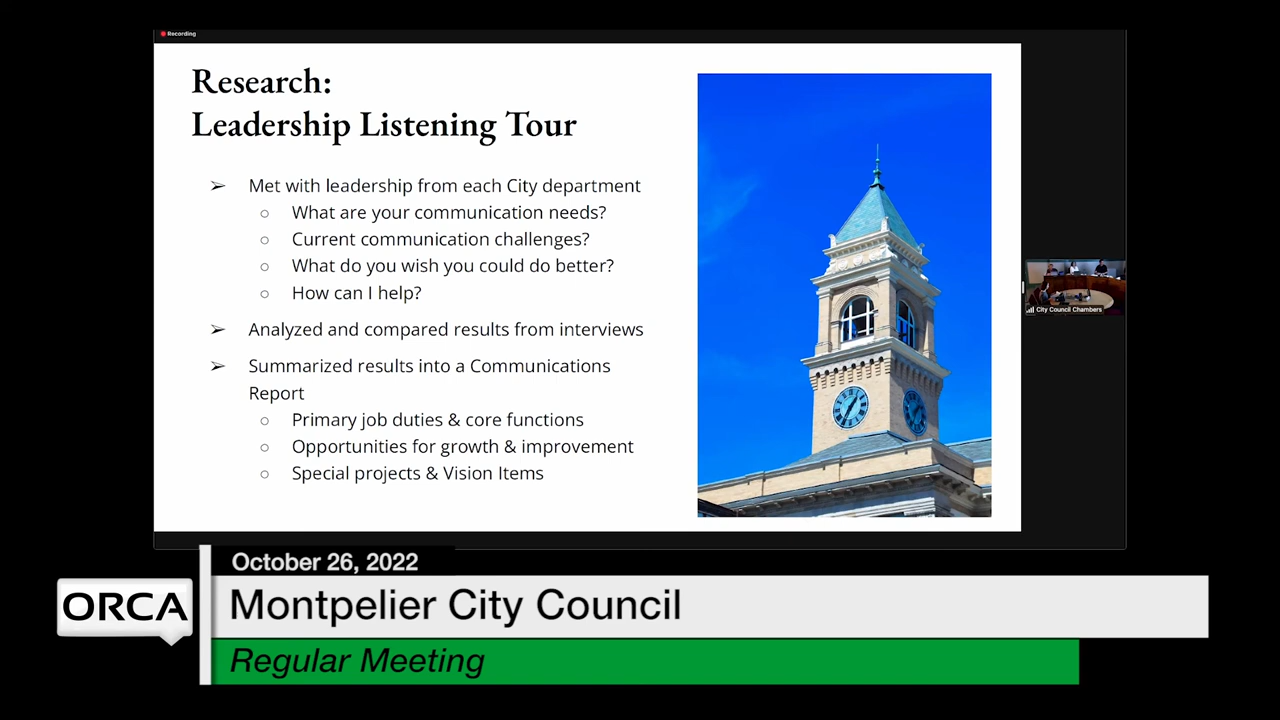 Recording
Research:
Leadership Listening Tour
➢ Met with leadership from each City department
○ What are your communication needs?
○ Current communication challenges?
○ What do you wish you could do better?
○ How can I help?
➢ Analyzed and compared results from interviews
➢ Summarized results into a Communications
Report
○ Primary job duties & core functions
○ Opportunities for growth & improvement
○ Special projects & Vision Items
City Council Chambers
October 26, 2022
ORCA
Montpelier City Council
Regular Meeting